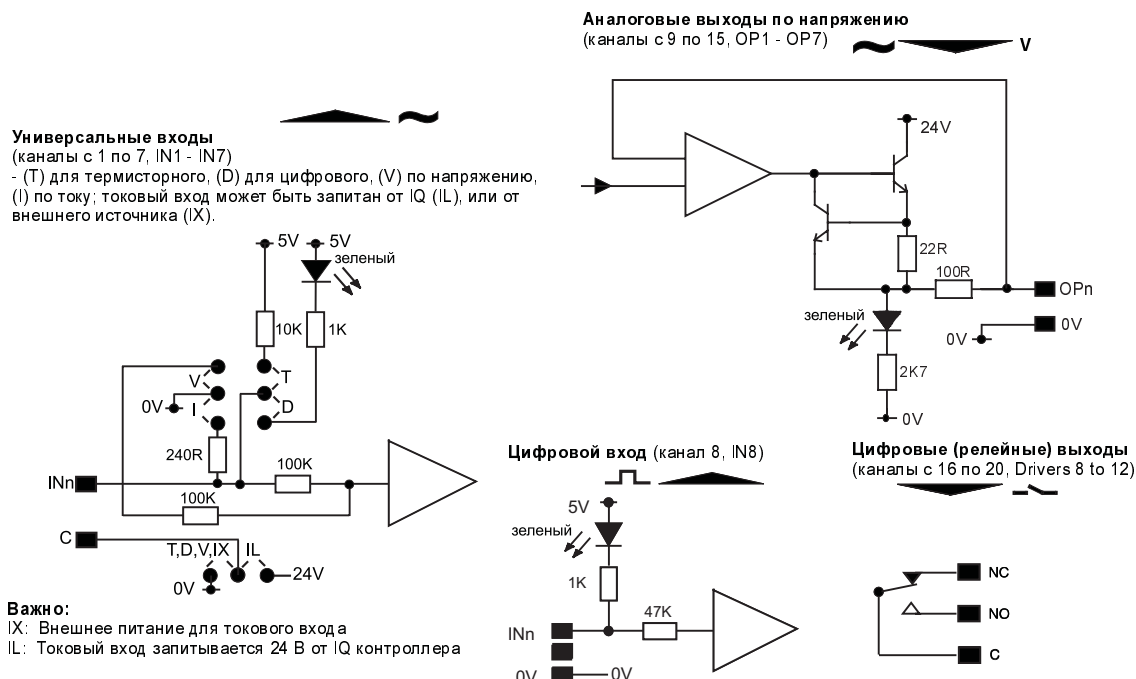 Аналоговые выходы по напряжению
(каналы с 9 по 15, OP1 - OP7)
V
24V
22R
100R
OPn
зеленый
0V
0V
2K7
0V
Универсальные входы
(каналы с 1 по 7, IN1 - IN7)
- (T) для термисторного, (D) для цифрового, (V) по напряжению,
(I) по току; токовый вход может быть запитан от IQ (IL), или от
внешнего источника (IX).
5V
5V
зеленый
10K
1K
V
T
0V
I
D
240R
100K
INn
100K
C
T,D,V,IX
IL
24V
0V
Важно:
IX: Внешнее питание для токового входа
IL: Токовый вход запитывается 24 В от IQ контроллера
Цифровой вход (канал 8, IN8)
5V
зеленый
1K
47K
INn
0V
0V
Цифровые (релейные) выходы
(каналы с 16 по 20, Drivers 8 to 12)
NC
NO
C